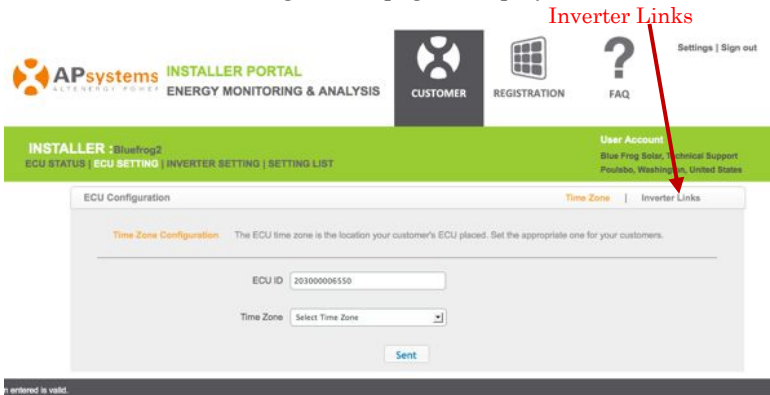 Inverter Links
Settings | Sign out
APsystems
ALTENERGY POWER
INSTALLER PORTAL
ENERGY MONITORING & ANALYSIS
CUSTOMER
REGISTRATION
?
FAQ
INSTALLER :Bluefrog2
ECU STATUS | ECU SETTING | INVERTER SETTING | SETTING LIST
User Account
Blue Frog Solar, Technical Support
Poulsbo, Washington, United States
ECU Configuration
Time Zone | Inverter Links
Time Zone Configuration The ECU time zone is the location your customer's ECU placed. Set the appropriate one for your customers.
ECU ID 203000006550
Time Zone Select Time Zone
Sent
entered is valid.